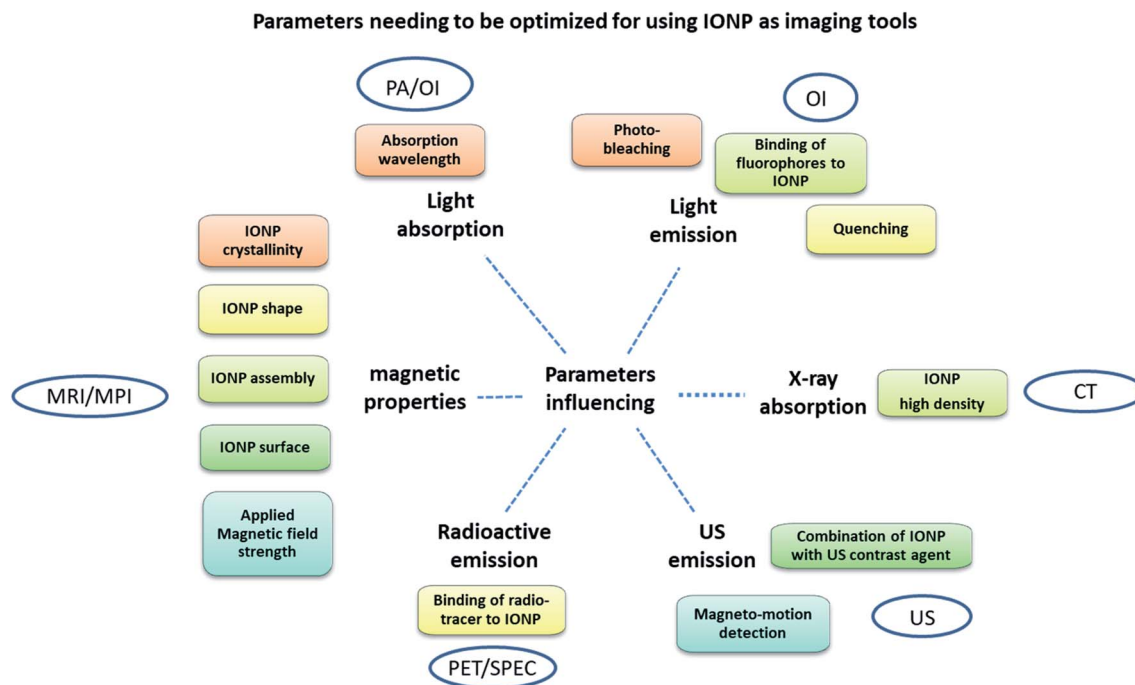 Parameters needing to be optimized for using IONP as imaging tools
PA/OI
Absorption
wavelength
Light
absorption
OI
Photo-
bleaching
Binding of
fluorophores to
IONP
Light
emission
Quenching
IONP
crystallinity
IONP shape
IONP assembly
IONP surface
Applied
Magnetic field
strength
MRI/MPI
magnetic
properties
Parameters
influencing
X-ray
absorption
IONP
high density
CT
Radioactive
emission
Binding of radio-
tracer to IONP
PET/SPEC
US
emission
Combination of IONP
with US contrast agent
Magneto-motion
detection
US